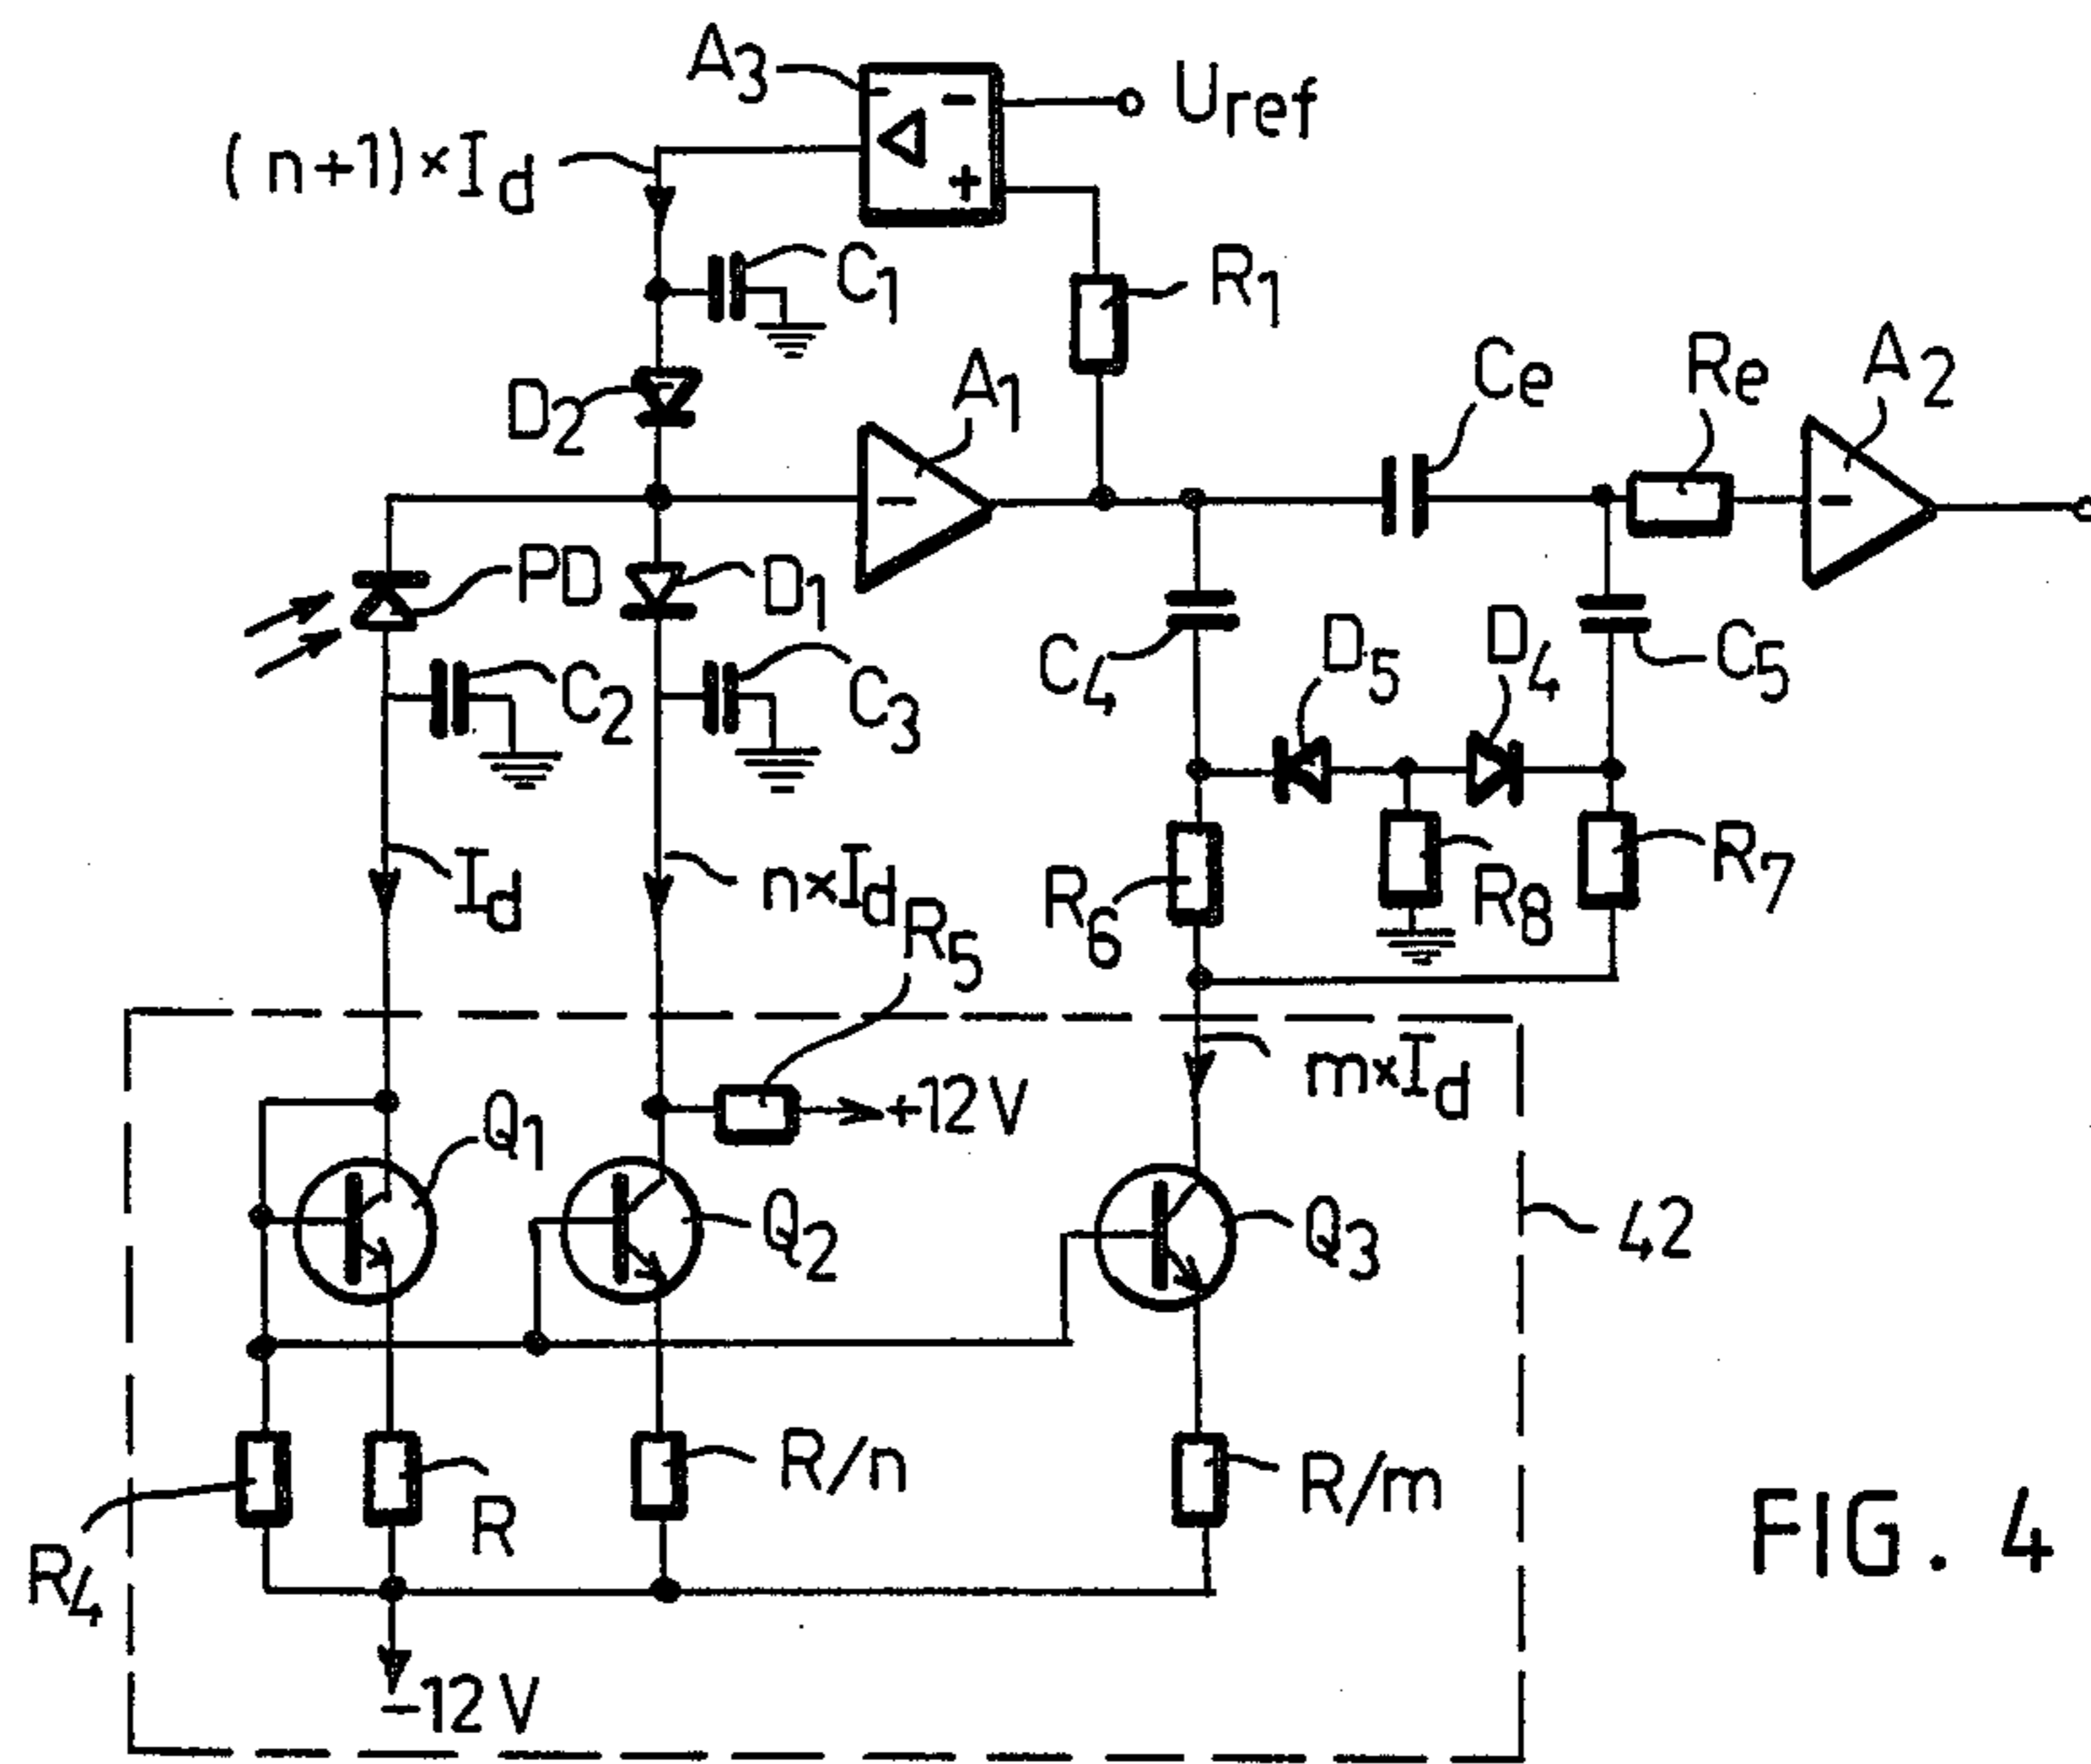 A3
Uref
(n+1)×Id
C1
R1
D2
A1
Ce
Re
A2
PD
D1
C2
C3
C4
D5
D4
C5
Id
n×Id
R5
R6
R8
R7
m×Id
+12V
Q1
Q2
Q3
42
R4
R
R/n
R/m
-12V
FIG. 4
- +
-
-